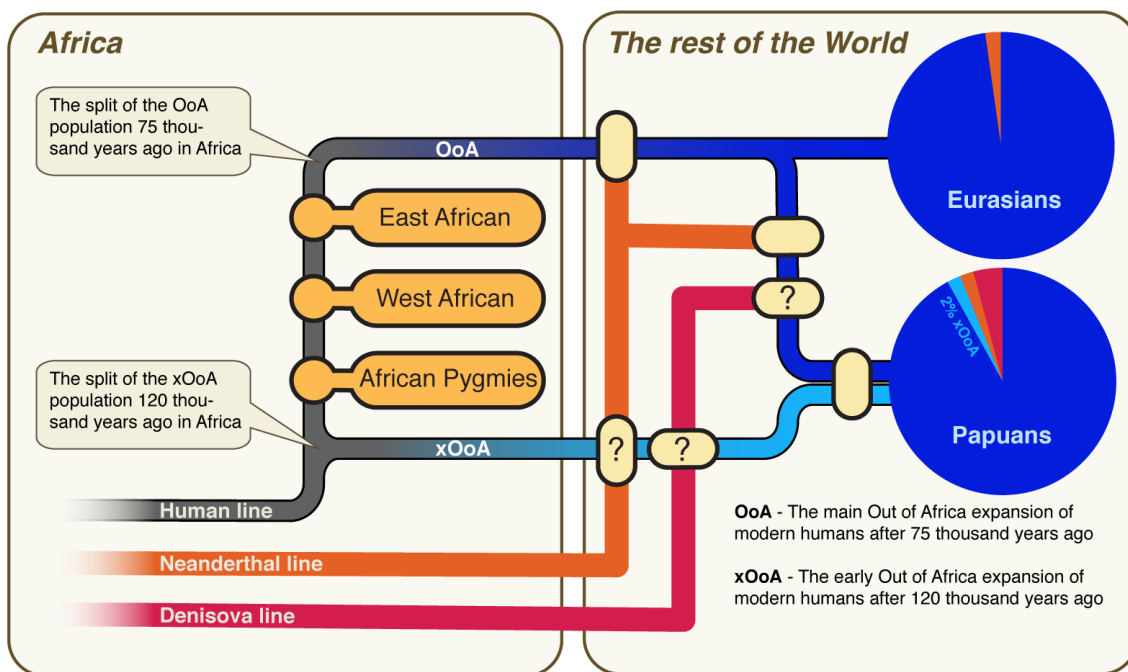 Africa
The rest of the World
The split of the OoA
population 75 thou-
sand years ago in Africa
OoA
East African
West African
African Pygmies
The split of the xOoA
population 120 thou-
sand years ago in Africa
xOoA
Human line
Neanderthal line
Denisova line
?
?
?
Eurasians
2% xOoA
Papuans
OoA - The main Out of Africa expansion of
modern humans after 75 thousand years ago
xOoA - The early Out of Africa expansion of
modern humans after 120 thousand years ago